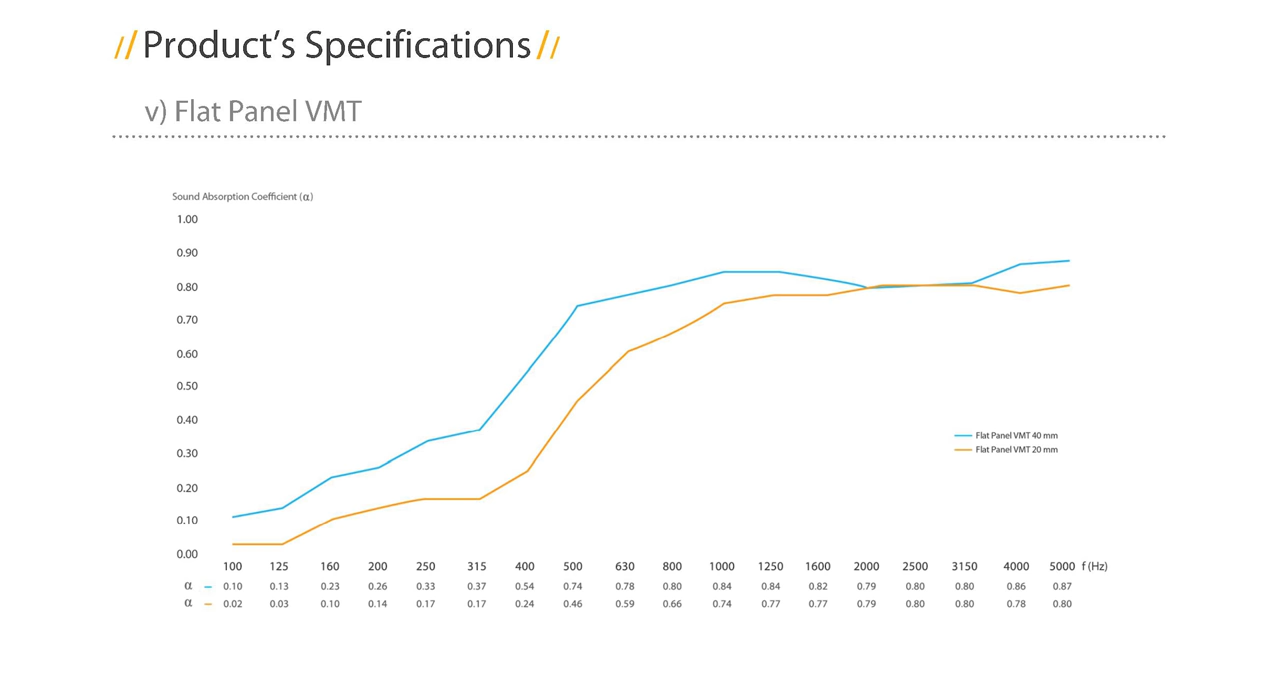 // Product’s Specifications //
v) Flat Panel VMT
Sound Absorption Coefficient (α)
1.00
0.90
0.80
0.70
0.60
0.50
0.40
0.30
0.20
0.10
0.00
Flat Panel VMT 40 mm
Flat Panel VMT 20 mm
100 125 160 200 250 315 400 500 630 800 1000 1250 1600 2000 2500 3150 4000 5000 f (Hz)
α – 0.10 0.13 0.23 0.26 0.33 0.37 0.54 0.74 0.78 0.80 0.84 0.84 0.82 0.79 0.80 0.80 0.86 0.87
α – 0.02 0.03 0.10 0.14 0.17 0.17 0.24 0.46 0.59 0.66 0.74 0.77 0.77 0.79 0.80 0.80 0.78 0.80